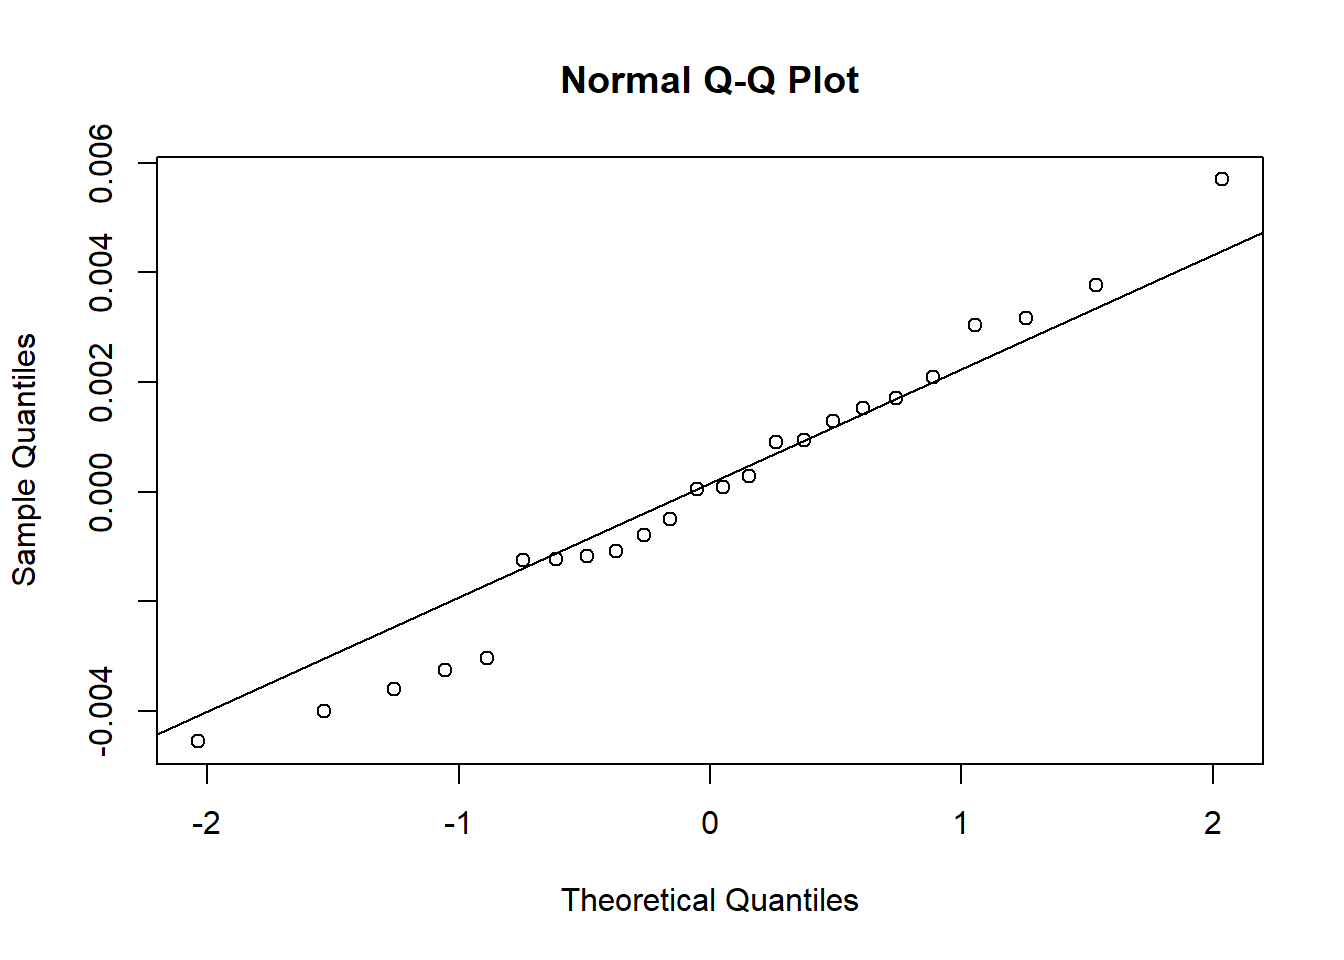 Normal Q-Q Plot
0.006
0.004
0.002
0.000
-0.004
Sample Quantiles
-2 -1 0 1 2
Theoretical Quantiles